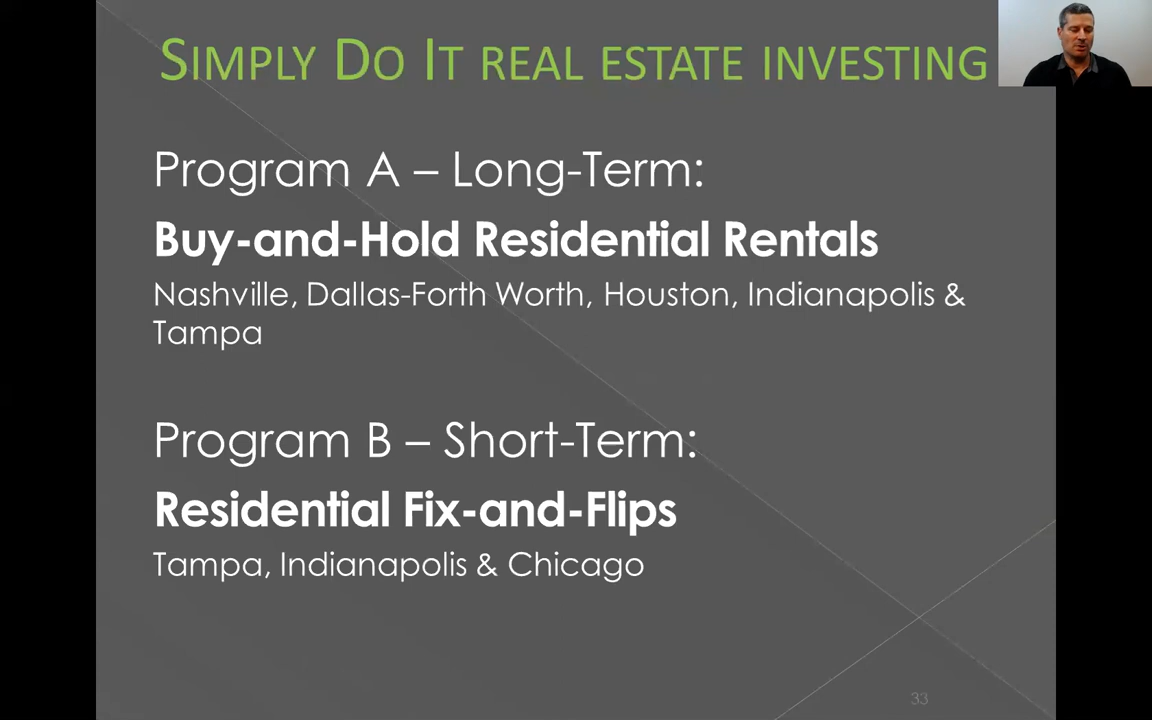 SIMPLY DO IT REAL ESTATE INVESTING
Program A – Long-Term:
Buy-and-Hold Residential Rentals
Nashville, Dallas-Forth Worth, Houston, Indianapolis &
Tampa
Program B – Short-Term:
Residential Fix-and-Flips
Tampa, Indianapolis & Chicago
33